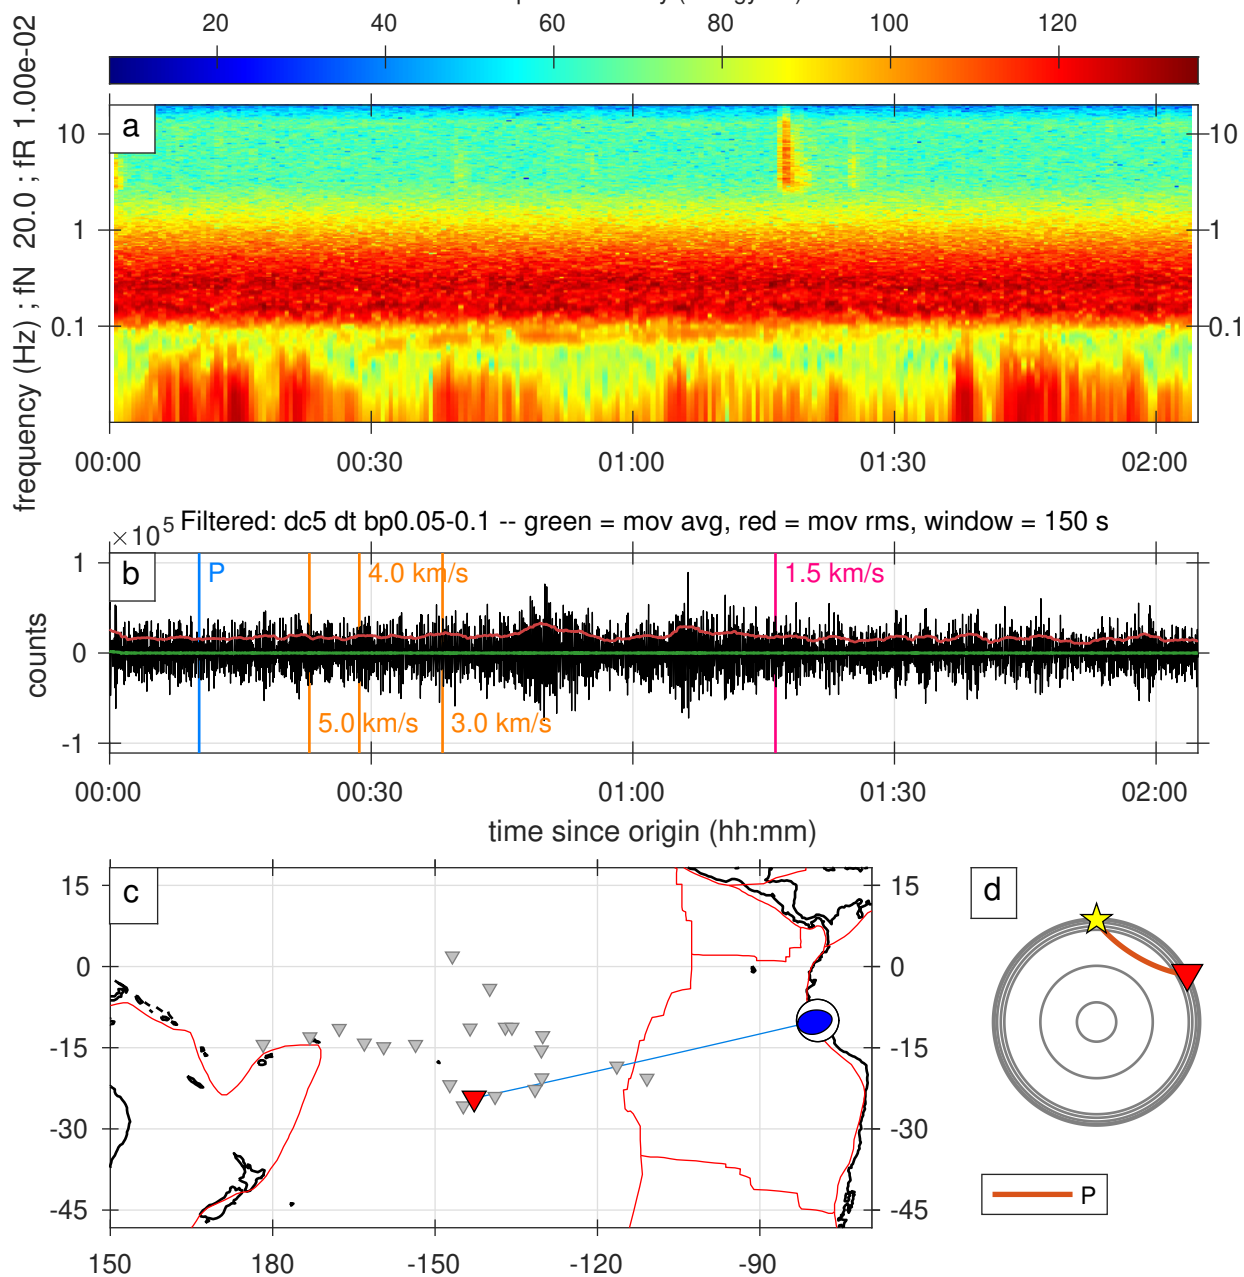 20 40 60 80 100 120
frequency (Hz) ; fN 20.0 ; fR 1.00e-02
a
10 10
1 1
0.1 0.1
00:00 00:30 01:00 01:30 02:00
×10⁵ Filtered: dc5 dt bp0.05-0.1 -- green = mov avg, red = mov rms, window = 150 s
b
P
4.0 km/s
1.5 km/s
5.0 km/s
3.0 km/s
counts
1
0
-1
00:00 00:30 01:00 01:30 02:00
time since origin (hh:mm)
c
d
15 15
0 0
-15 -15
-30 -30
-45 -45
150 180 -150 -120 -90
P